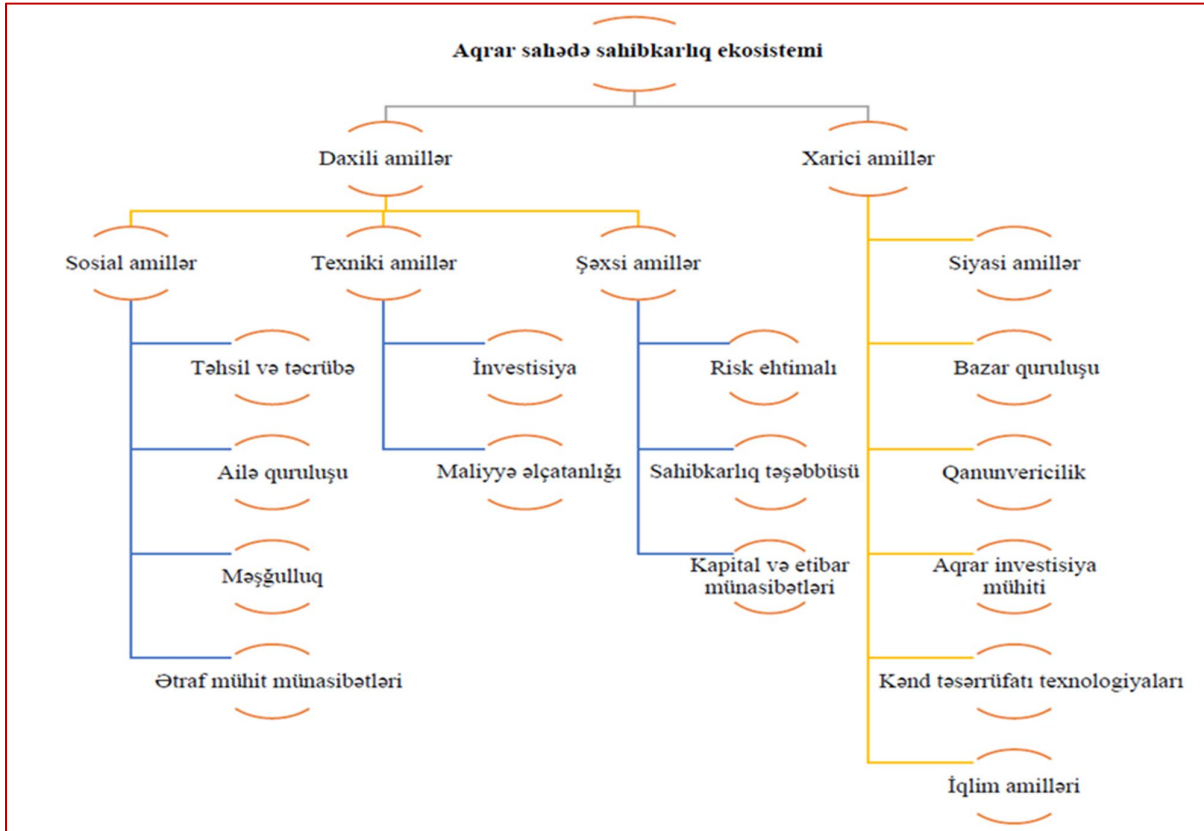 Aqrar sahədə sahibkarlıq ekosistemi
Daxili amillər
Xarici amillər
Sosial amillər
Texniki amillər
Şəxsi amillər
Təhsil və təcrübə
Ailə quruluşu
Məşğulluq
Ətraf mühit münasibətləri
İnvestisiya
Maliyyə əlçatanlığı
Risk ehtimalı
Sahibkarlıq təşəbbüsü
Kapital və etibar
münasibətləri
Siyasi amillər
Bazar quruluşu
Qanunvericilik
Aqrar investisiya
mühiti
Kənd təsərrüfatı texnologiyaları
İqlim amilləri